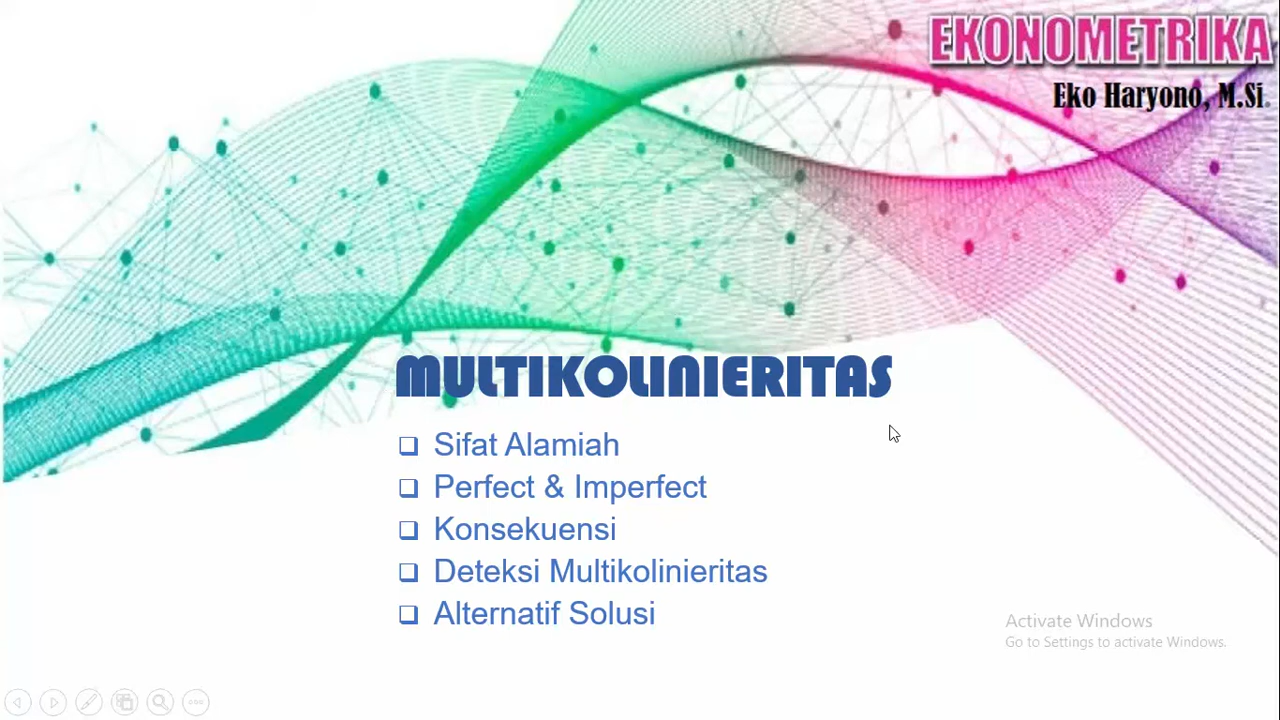 EKONOMETRIKA
Eko Haryono, M.Si.
MULTIKOLINIERITAS
Sifat Alamiah
Perfect & Imperfect
Konsekuensi
Deteksi Multikolinieritas
Alternatif Solusi
Activate Windows
Go to Settings to activate Windows.